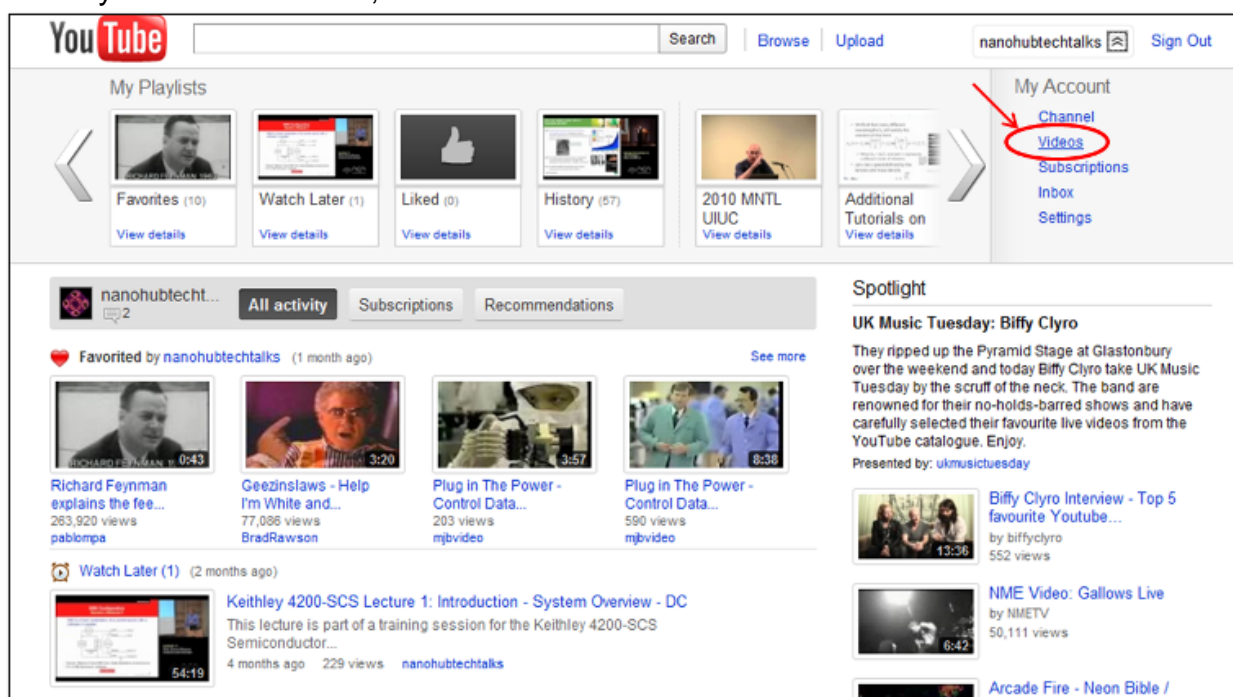 YouTube
Search
Browse
Upload
nanohubtechtalks
Sign Out
My Playlists
Favorites (10)
View details
Watch Later (1)
View details
Liked (0)
View details
History (57)
View details
2010 MNTL
UIUC
View details
Additional
Tutorials on
View details
My Account
Channel
Videos
Subscriptions
Inbox
Settings
nanohubtecht...
2
All activity
Subscriptions
Recommendations
Favorited by nanohubtechtalks (1 month ago)
See more
0:43
Richard Feynman
explains the fee...
263,920 views
pablompa
3:20
Geezinslaws - Help
I'm White and...
77,086 views
BradRawson
3:57
Plug in The Power -
Control Data...
203 views
mjbvideo
8:38
Plug in The Power -
Control Data...
590 views
mjbvideo
Watch Later (1) (2 months ago)
54:19
Keithley 4200-SCS Lecture 1: Introduction - System Overview - DC
This lecture is part of a training session for the Keithley 4200-SCS
Semiconductor...
4 months ago 229 views nanohubtechtalks
Spotlight
UK Music Tuesday: Biffy Clyro
They ripped up the Pyramid Stage at Glastonbury
over the weekend and today Biffy Clyro take UK Music
Tuesday by the scruff of the neck. The band are
renowned for their no-holds-barred shows and have
carefully selected their favourite live videos from the
YouTube catalogue. Enjoy.
Presented by: ukmusictuesday
13:36
Biffy Clyro Interview - Top 5
favourite Youtube...
by biffyclyro
552 views
6:42
NME Video: Gallows Live
by NMETV
50,111 views
Arcade Fire - Neon Bible /